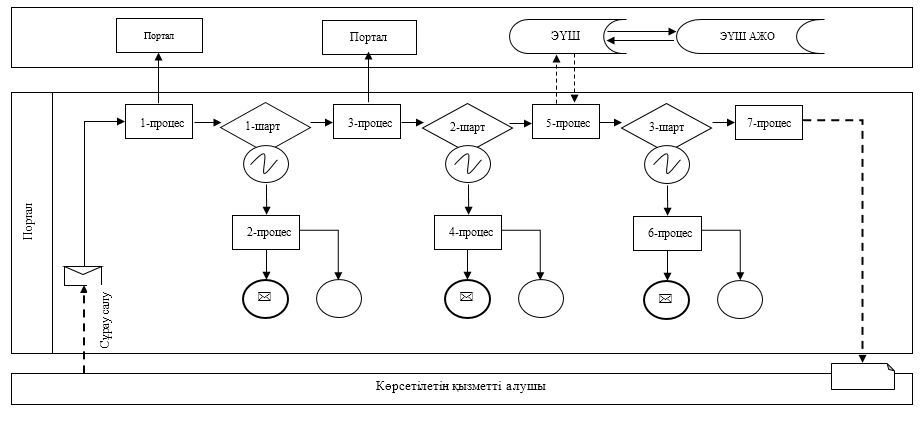 Портал
Портал
ЭҮШ
ЭҮШ АЖО
1-процес
1-шарт
3-процес
2-шарт
5-процес
3-шарт
7-процес
2-процес
4-процес
6-процес
Портал
Сұрау салу
Көрсетілетін қызметті алушы